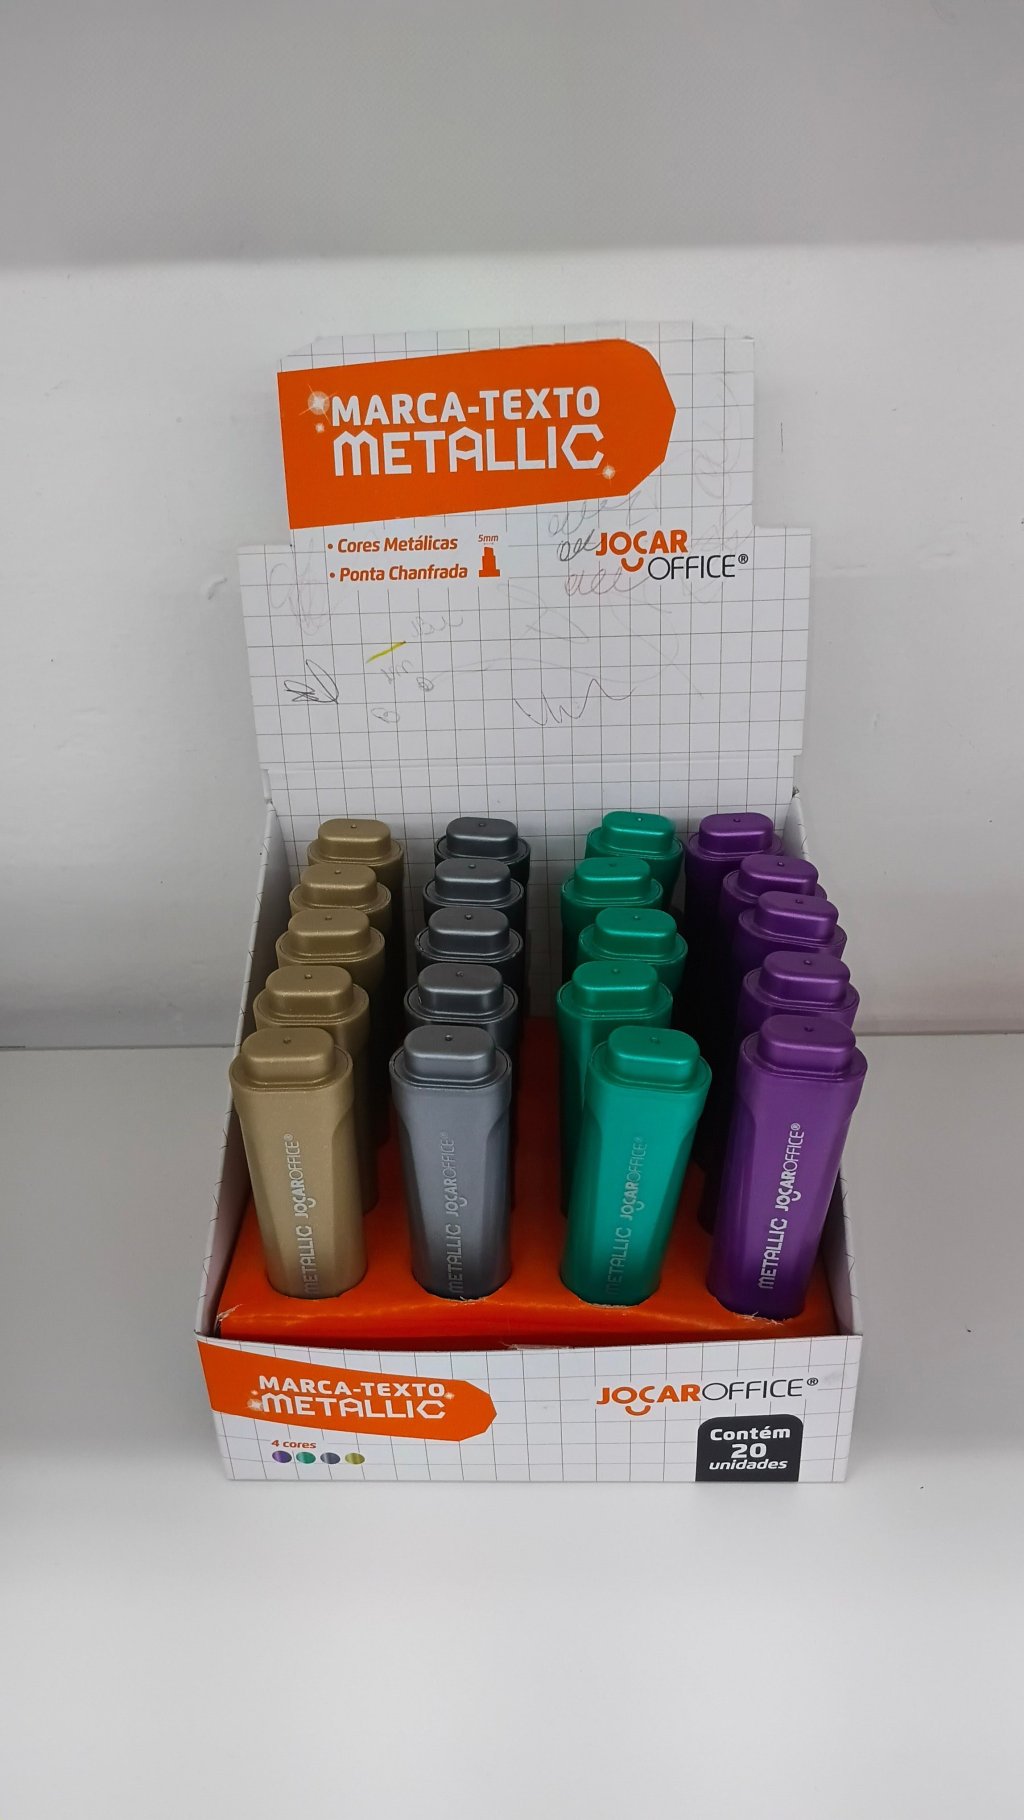 MARCA-TEXTO
METALLIC
• Cores Metálicas
5mm
• Ponta Chanfrada
JOCAR
OFFICE®
METALLIC JOCAROFFICE®
METALLIC JOCAROFFICE®
METALLIC JOCAROFFICE®
METALLIC JOCAROFFICE®
MARCA-TEXTO
METALLIC
4 cores
JOCAROFFICE®
Contém
20
unidades